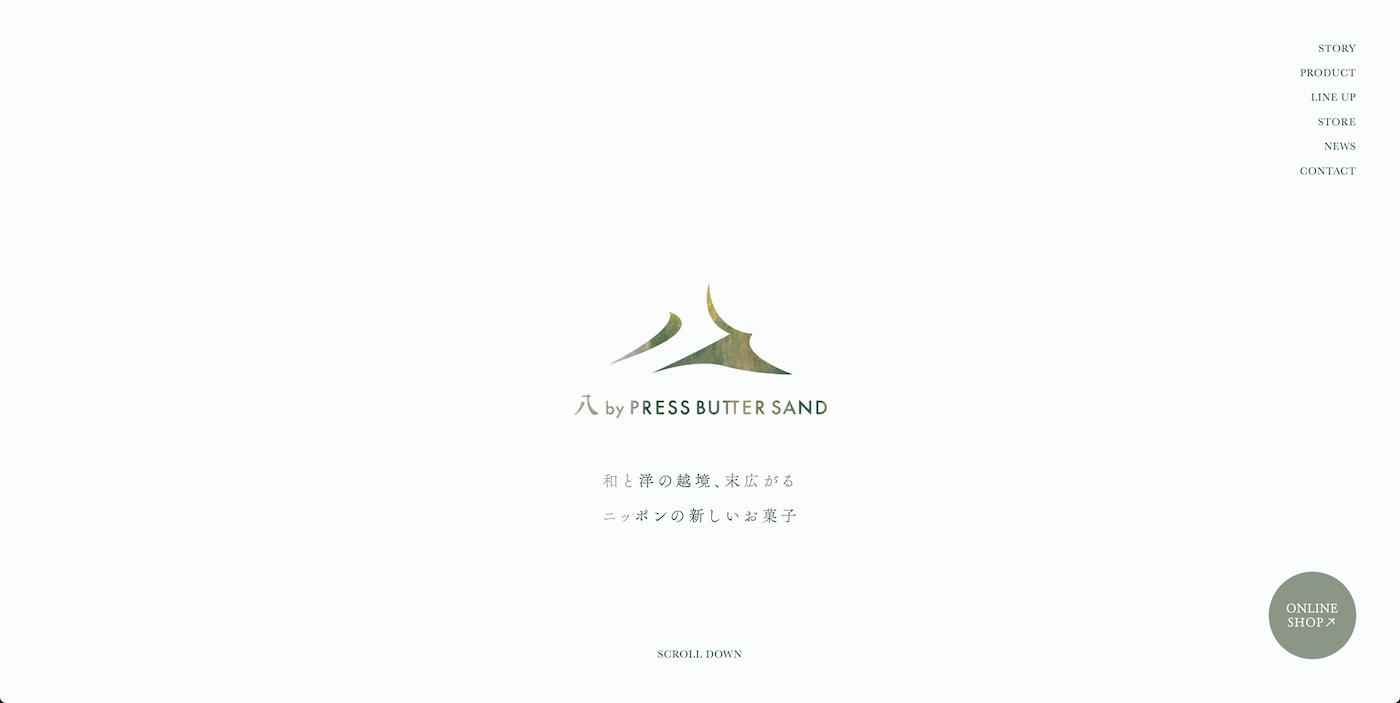 STORY
PRODUCT
LINE UP
STORE
NEWS
CONTACT
八 by PRESS BUTTER SAND
和と洋の越境、末広がる
ニッポンの新しいお菓子
ONLINE
SHOP↗
SCROLL DOWN